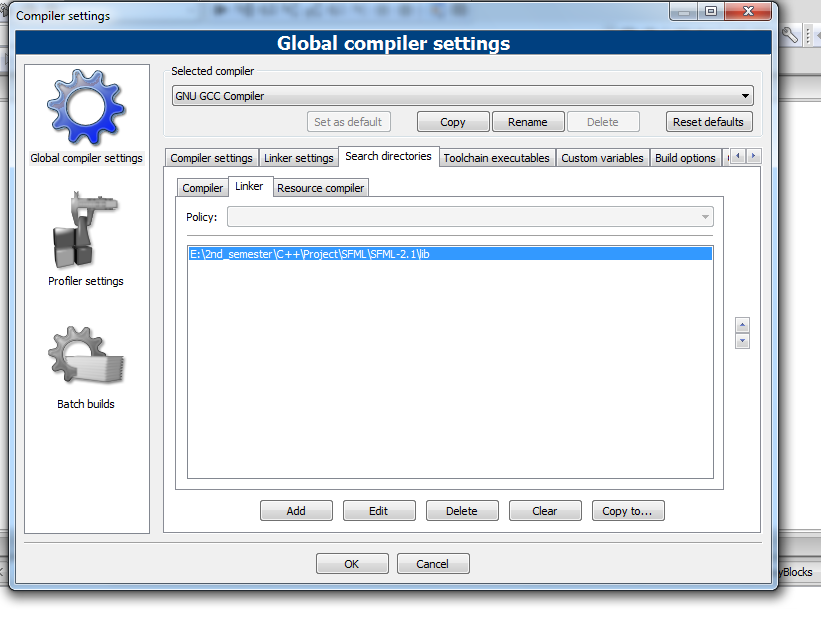 Compiler settings
Global compiler settings
Global compiler settings
Profiler settings
Batch builds
Selected compiler
GNU GCC Compiler
Set as default Copy Rename Delete Reset defaults
Compiler settings Linker settings Search directories Toolchain executables Custom variables Build options
Compiler Linker Resource compiler
Policy:
E:\2nd_semester\C++\Project\SFML\SFML-2.1\lib
Add Edit Delete Clear Copy to...
OK Cancel
yBlocks